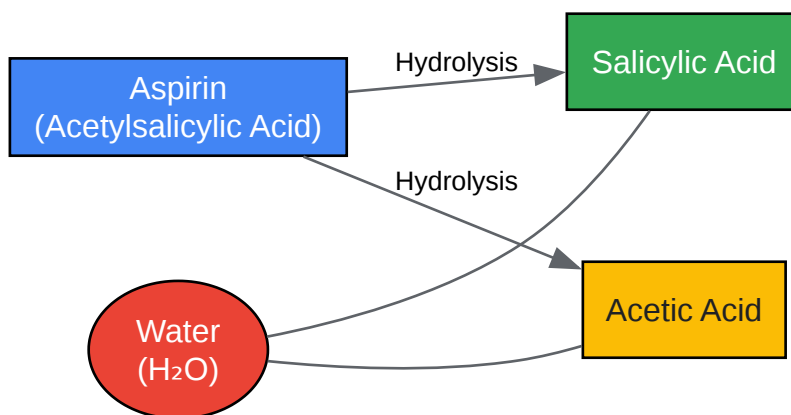 Aspirin
(Acetylsalicylic Acid)
Hydrolysis
Salicylic Acid
Hydrolysis
Acetic Acid
Water
(H₂O)